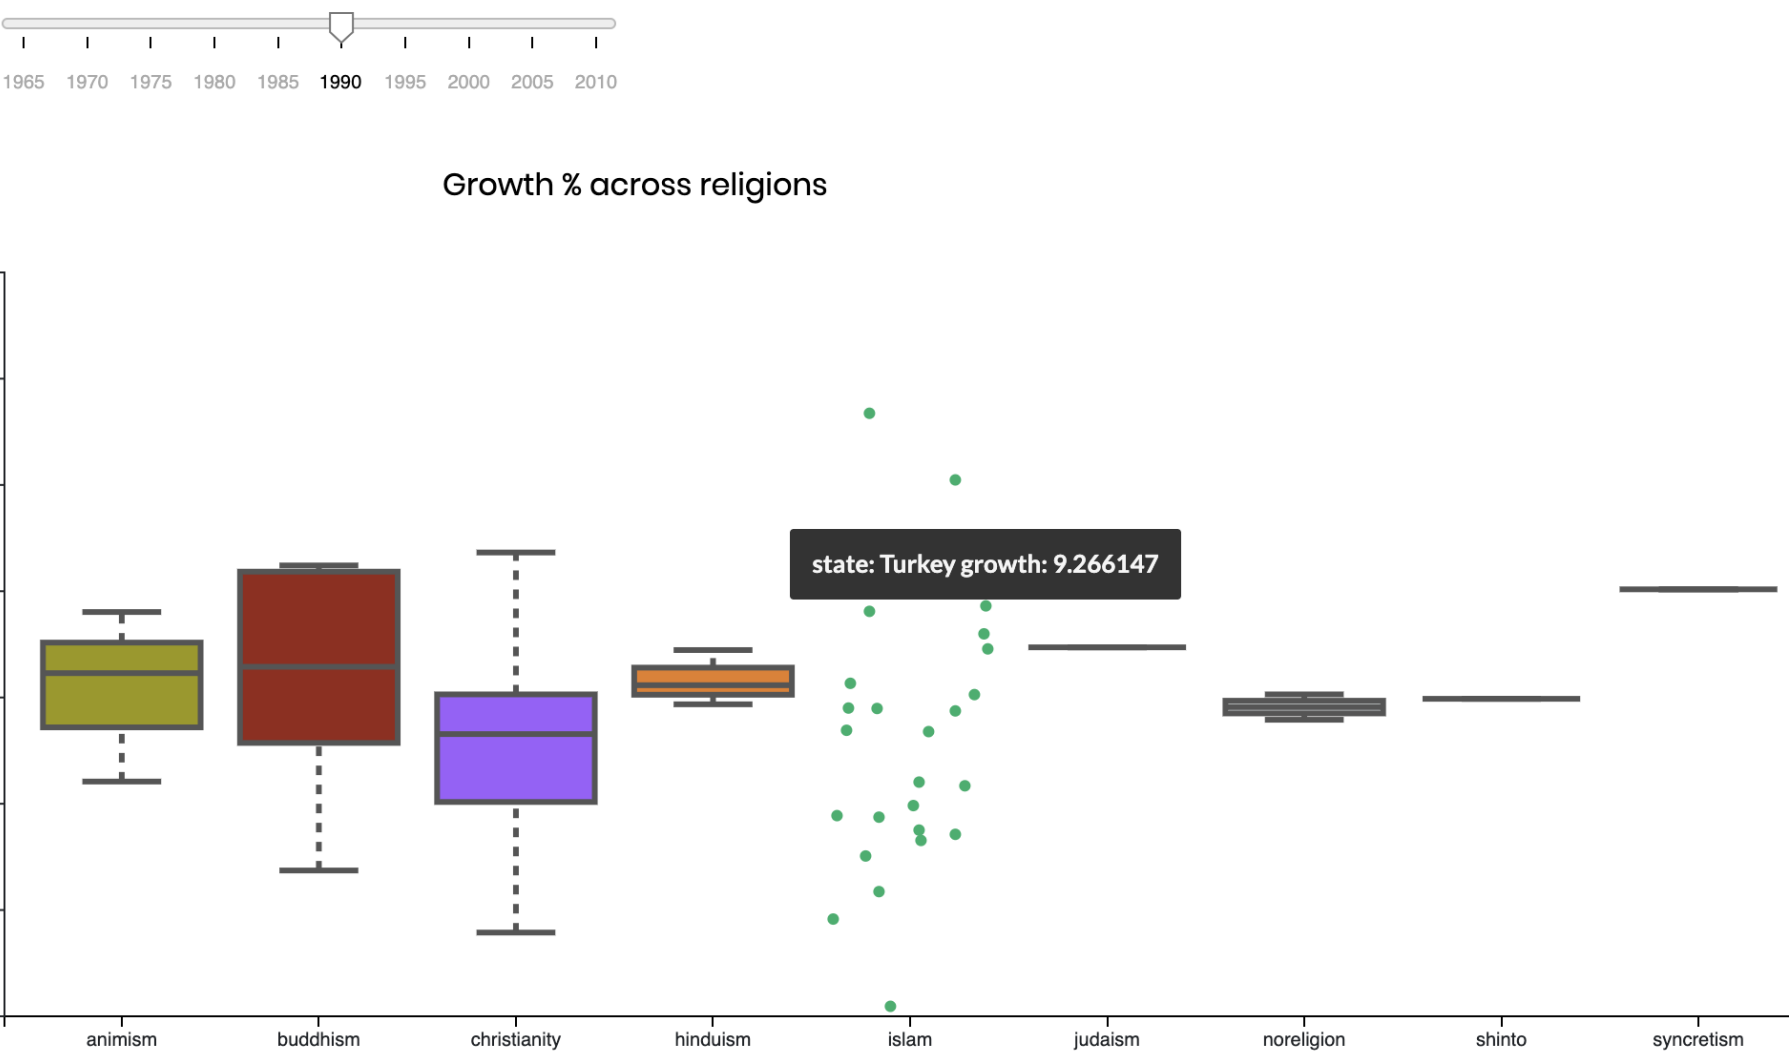 1965 1970 1975 1980 1985 1990 1995 2000 2005 2010
Growth % across religions
state: Turkey growth: 9.266147
animism buddhism christianity hinduism islam judaism noreligion shinto syncretism